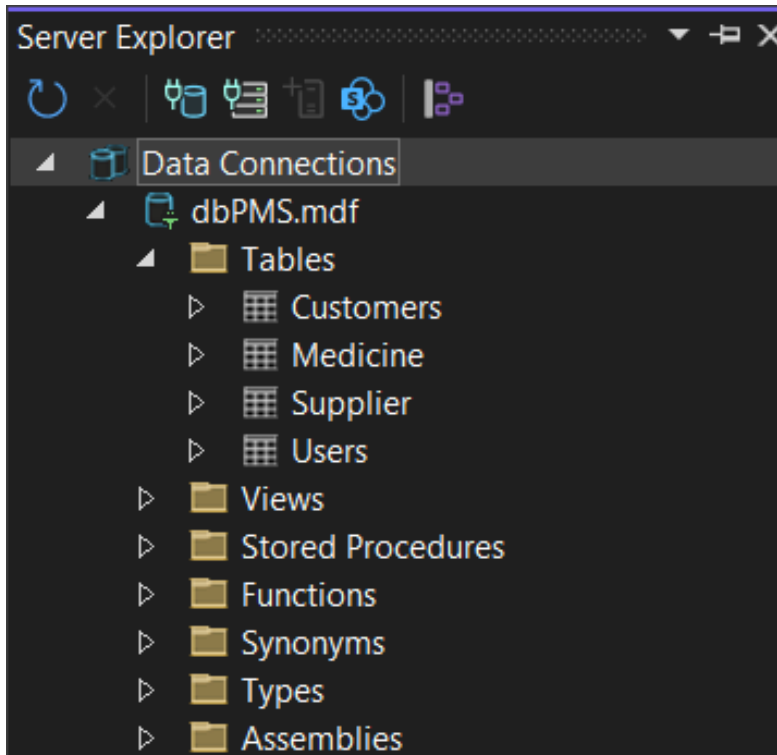 Server Explorer
Data Connections
dbPMS.mdf
Tables
Customers
Medicine
Supplier
Users
Views
Stored Procedures
Functions
Synonyms
Types
Assemblies